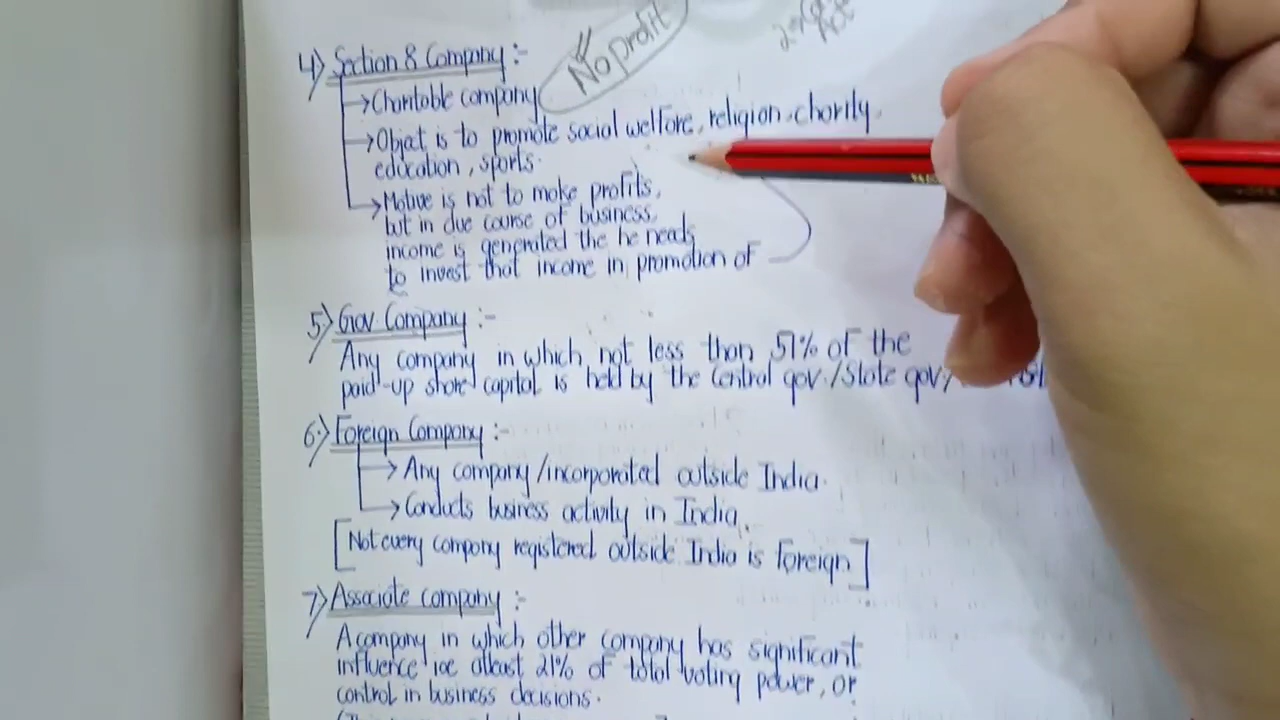 No profit
4) Section 8 Company :-
→ Charitable company
→ Object is to promote social welfare, religion, charity,
education, sports.
→ Motive is not to make profits,
but in due course of business,
income is generated the he needs
to invest that income in promotion of
5) Gov Company :-
Any company in which not less than 51% of the
paid-up share capital is held by the Central gov./State gov/
6) Foreign Company :-
→ Any company/incorporated outside India.
→ Conducts business activity in India.
[Not every company registered outside India is foreign]
7) Associate company :-
A company in which other company has significant
influence ioe atleast 21% of total voting power, or
control in business decisions.